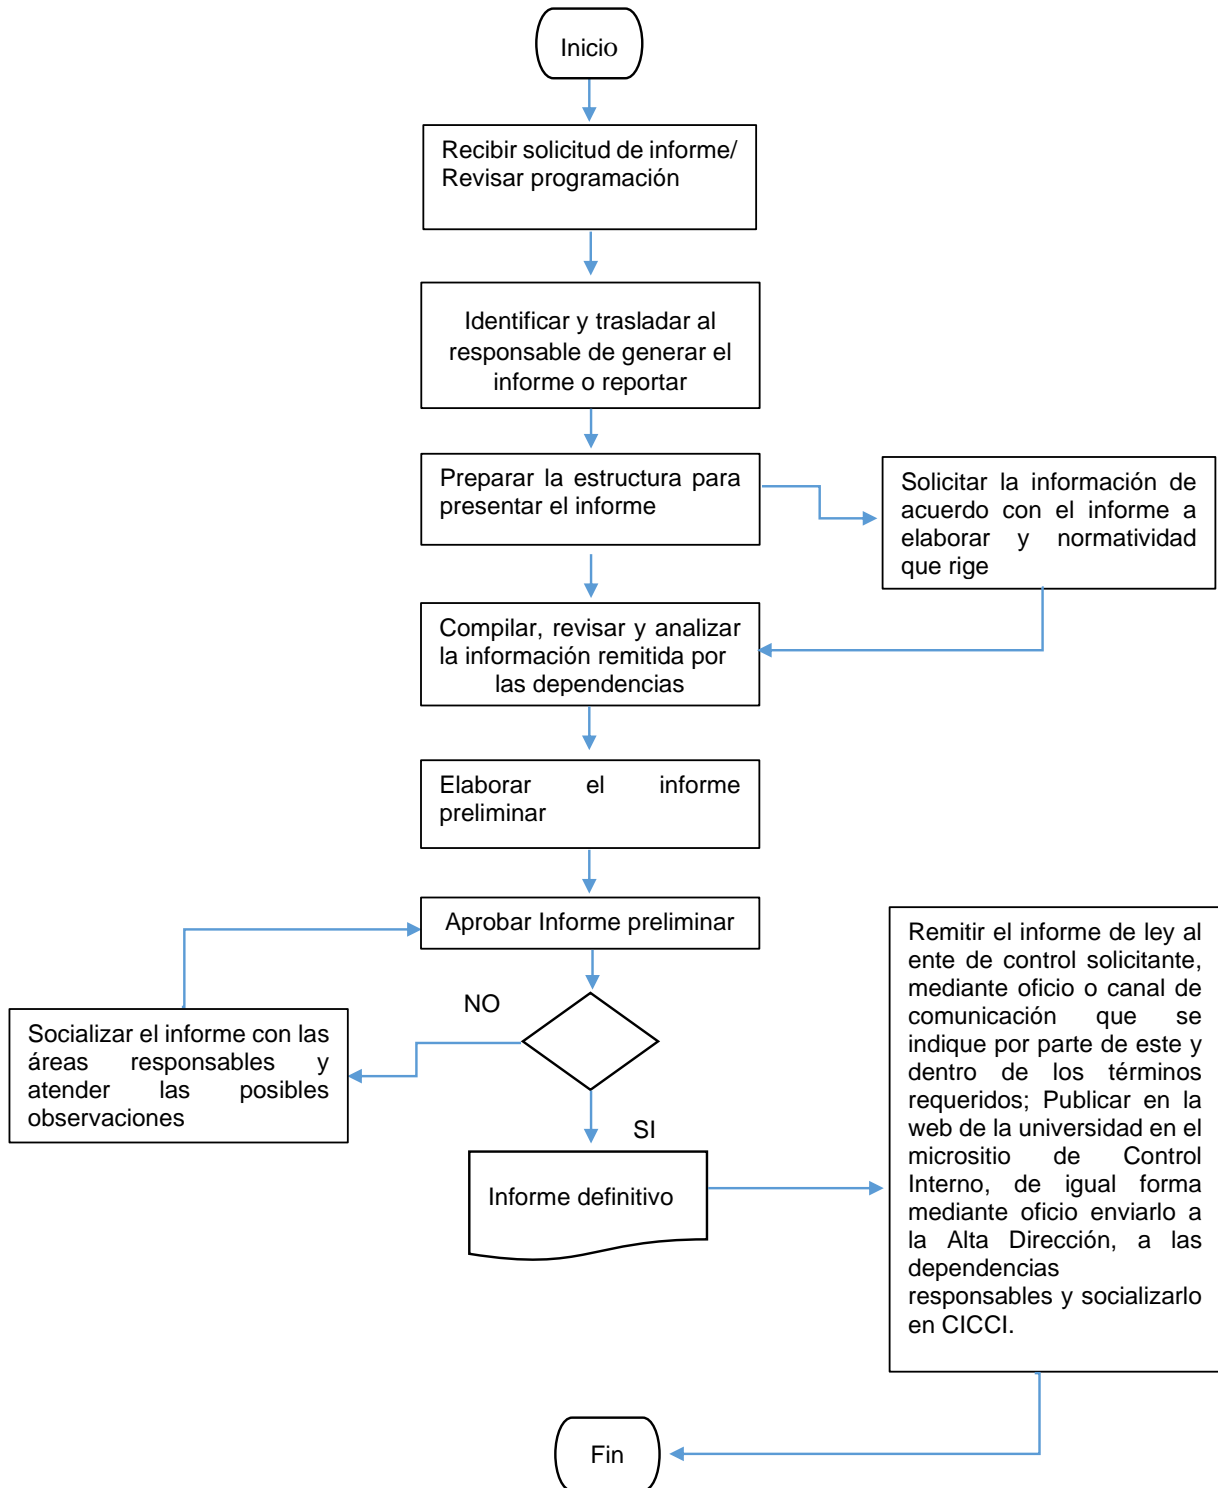 Inicio
Recibir solicitud de informe/
Revisar programación
Identificar y trasladar al
responsable de generar el
informe o reportar
Preparar la estructura para
presentar el informe
Solicitar la información de
acuerdo con el informe a
elaborar y normatividad
que rige
Compilar, revisar y analizar
la información remitida por
las dependencias
Elaborar el informe
preliminar
Aprobar Informe preliminar
NO
Socializar el informe con las
áreas responsables y
atender las posibles
observaciones
SI
Informe definitivo
Remitir el informe de ley al
ente de control solicitante,
mediante oficio o canal de
comunicación que se
indique por parte de este y
dentro de los términos
requeridos; Publicar en la
web de la universidad en el
micrositio de Control
Interno, de igual forma
mediante oficio enviarlo a
la Alta Dirección, a las
dependencias
responsables y socializarlo
en CICCI.
Fin